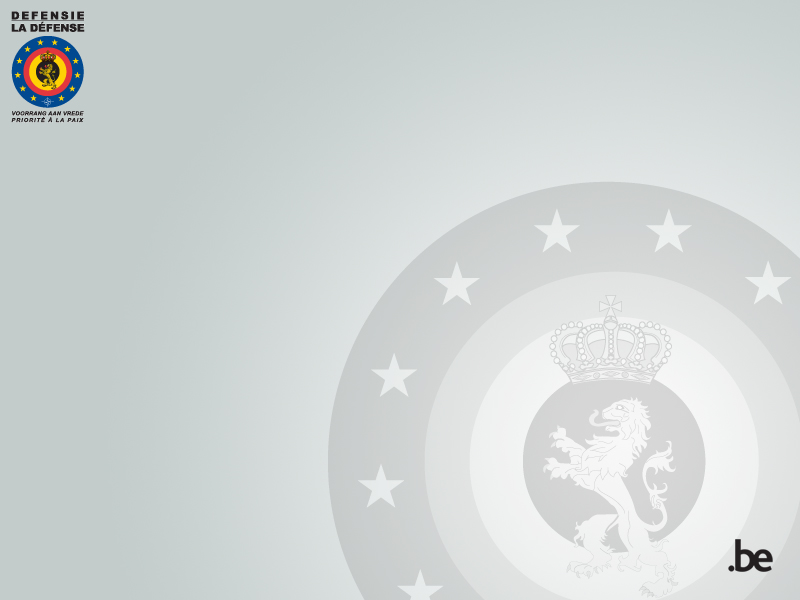 DEFENSIE
LA DÉFENSE
VOORRANG AAN VREDE
PRIORITÉ À LA PAIX
.be